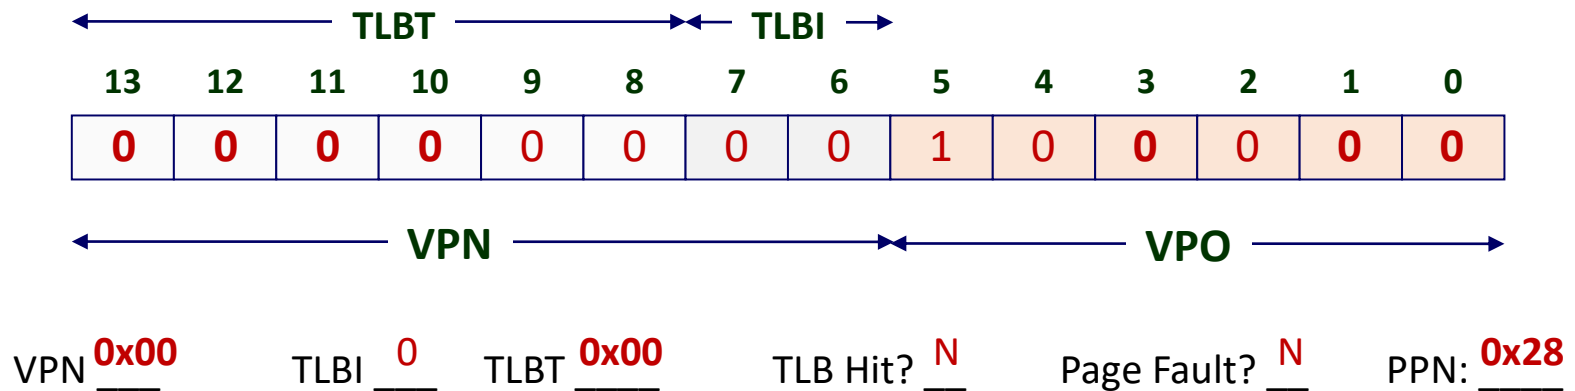 TLBT TLBI
13 12 11 10 9 8 7 6 5 4 3 2 1 0
0 0 0 0 0 0 0 0 1 0 0 0 0 0
VPN VPO
VPN 0x00 TLBI 0 TLBT 0x00 TLB Hit? N Page Fault? N PPN: 0x28